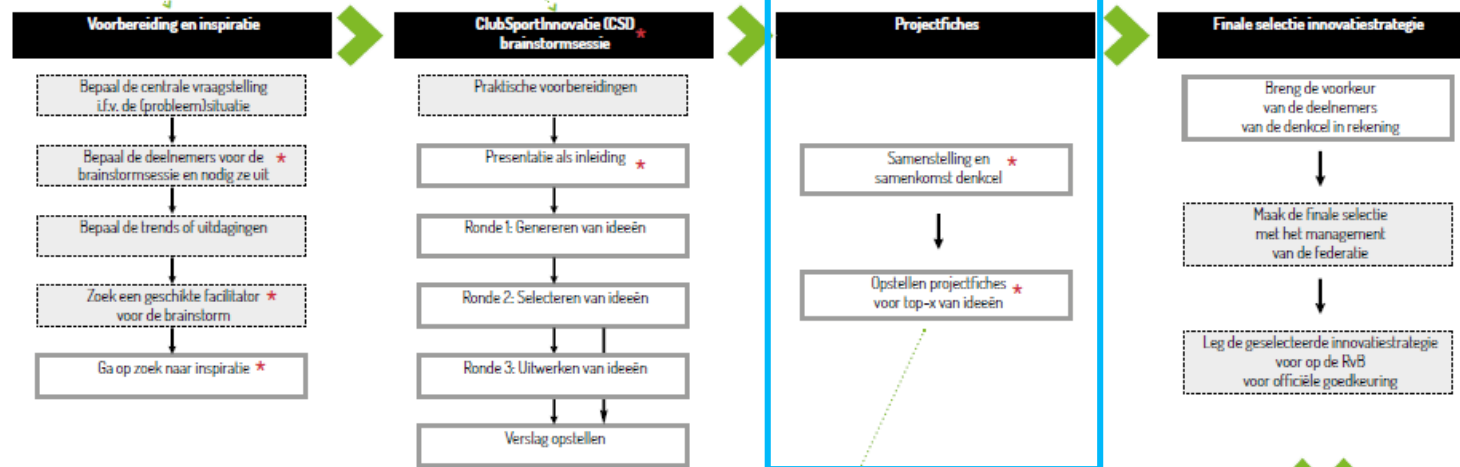 Voorbereiding en inspiratie
Bepaal de centrale vraagstelling
i.f.v. de (probleem)situatie
Bepaal de deelnemers voor de *
brainstormsessie en nodig ze uit
Bepaal de trends of uitdagingen
Zoek een geschikte facilitator *
voor de brainstorm
Ga op zoek naar inspiratie *
ClubSportInnovatie (CSI) *
brainstormsessie
Praktische voorbereidingen
Presentatie als inleiding *
Ronde 1: Genereren van ideeën
Ronde 2: Selecteren van ideeën
Ronde 3: Uitwerken van ideeën
Verslag opstellen
Projectfiches
Samenstelling en *
samenkomst denkcel
Opstellen projectfiches *
voor top-x van ideeën
Finale selectie innovatiestrategie
Breng de voorkeur
van de deelnemers
van de denkcel in rekening
Maak de finale selectie
met het management
van de federatie
Leg de geselecteerde innovatiestrategie
voor op de RvB
voor officiële goedkeuring